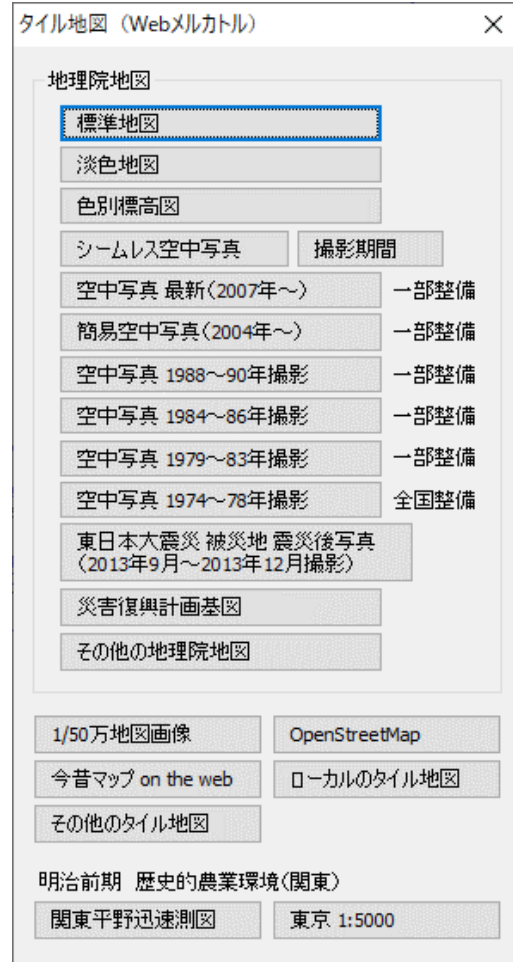 タイル地図（Webメルカトル）
地理院地図
標準地図
淡色地図
色別標高図
シームレス空中写真 撮影期間
空中写真 最新(2007年～) 一部整備
簡易空中写真(2004年～) 一部整備
空中写真 1988～90年撮影 一部整備
空中写真 1984～86年撮影 一部整備
空中写真 1979～83年撮影 一部整備
空中写真 1974～78年撮影 全国整備
東日本大震災 被災地 震災後写真
(2013年9月～2013年12月撮影)
災害復興計画基図
その他の地理院地図
1/50万地図画像 OpenStreetMap
今昔マップ on the web ローカルのタイル地図
その他のタイル地図
明治前期 歴史的農業環境(関東)
関東平野迅速測図 東京 1:5000